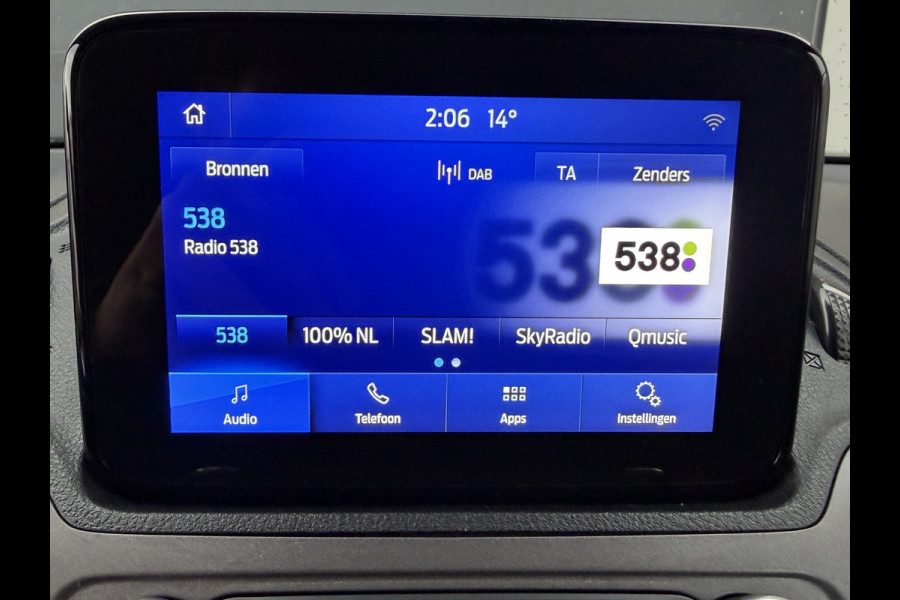 2:06 14°
Bronnen DAB TA Zenders
538
Radio 538
538 538
538 100% NL SLAM! SkyRadio Qmusic
Audio Telefoon Apps Instellingen